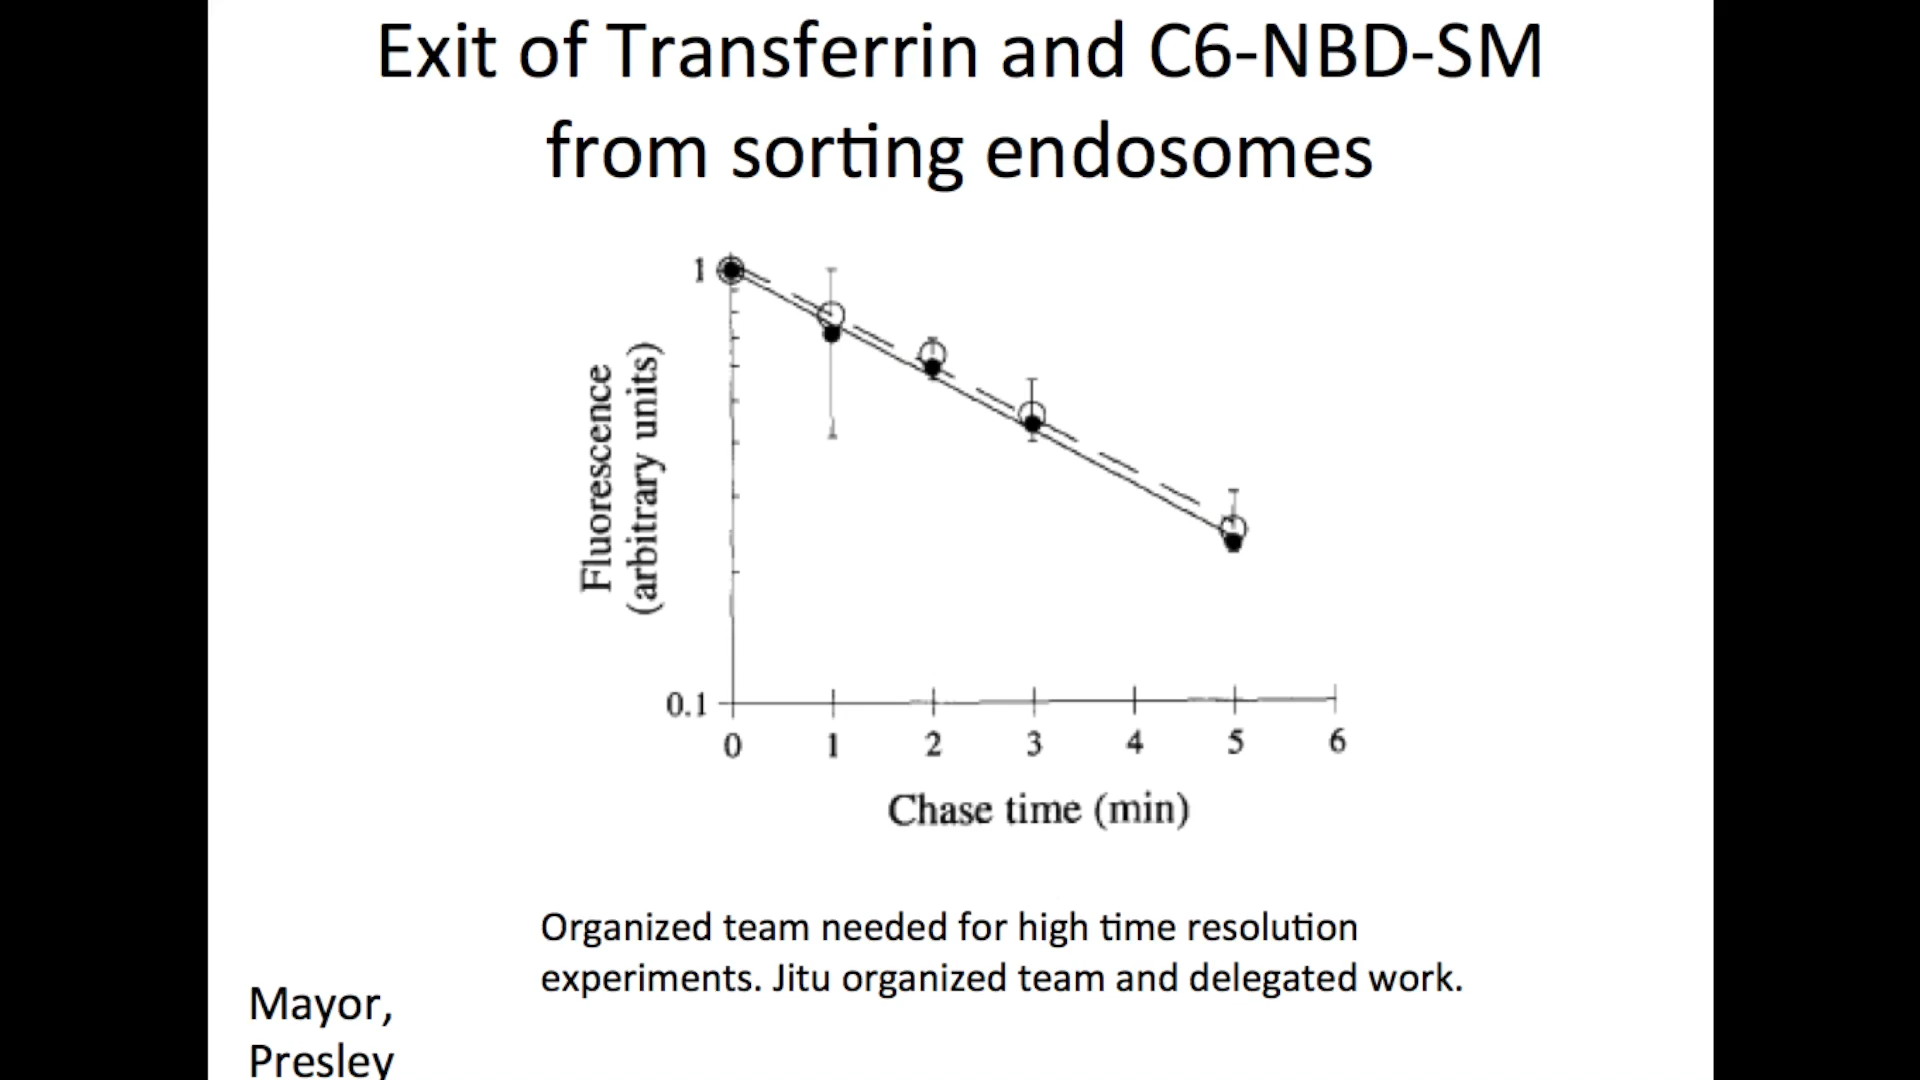 Exit of Transferrin and C6-NBD-SM
from sorting endosomes
1
Fluorescence
(arbitrary units)
0.1
0 1 2 3 4 5 6
Chase time (min)
Organized team needed for high time resolution
experiments. Jitu organized team and delegated work.
Mayor,
Presley